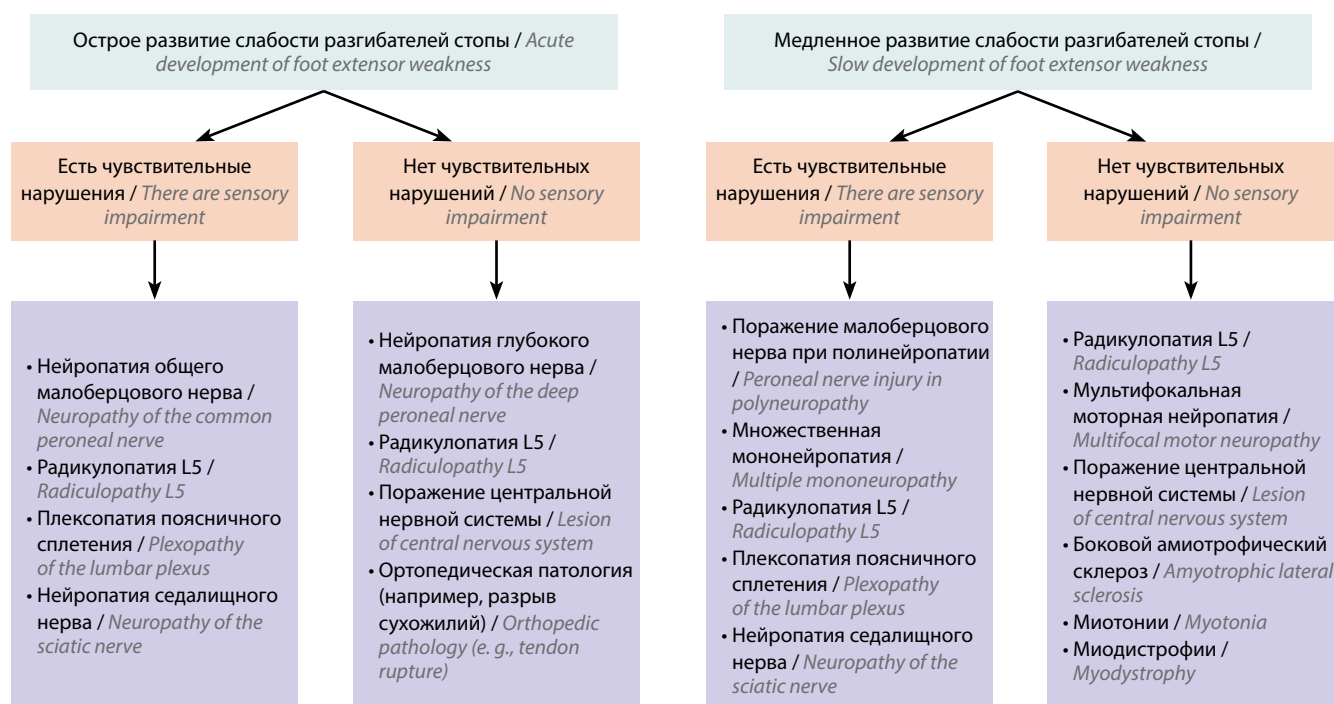 Острое развитие слабости разгибателей стопы / Acute
development of foot extensor weakness
Есть чувствительные
нарушения / There are sensory
impairment
Нет чувствительных
нарушений / No sensory
impairment
• Нейропатия общего
малоберцового нерва /
Neuropathy of the common
peroneal nerve
• Радикулопатия L5 /
Radiculopathy L5
• Плексопатия поясничного
сплетения / Plexopathy
of the lumbar plexus
• Нейропатия седалищного
нерва / Neuropathy of the
sciatic nerve
• Нейропатия глубокого
малоберцового нерва /
Neuropathy of the deep
peroneal nerve
• Радикулопатия L5 /
Radiculopathy L5
• Поражение центральной
нервной системы / Lesion
of central nervous system
• Ортопедическая патология
(например, разрыв
сухожилий) / Orthopedic
pathology (e. g., tendon
rupture)
Медленное развитие слабости разгибателей стопы /
Slow development of foot extensor weakness
Есть чувствительные
нарушения / There are sensory
impairment
Нет чувствительных
нарушений / No sensory
impairment
• Поражение малоберцового
нерва при полинейропатии
/ Peroneal nerve injury in
polyneuropathy
• Множественная
мононейропатия /
Multiple mononeuropathy
• Радикулопатия L5 /
Radiculopathy L5
• Плексопатия поясничного
сплетения / Plexopathy
of the lumbar plexus
• Нейропатия седалищного
нерва / Neuropathy of the
sciatic nerve
• Радикулопатия L5 /
Radiculopathy L5
• Мультифокальная
моторная нейропатия /
Multifocal motor neuropathy
• Поражение центральной
нервной системы / Lesion
of central nervous system
• Боковой амиотрофический
склероз / Amyotrophic lateral
sclerosis
• Миотонии / Myotonia
• Миодистрофии /
Myodystrophy